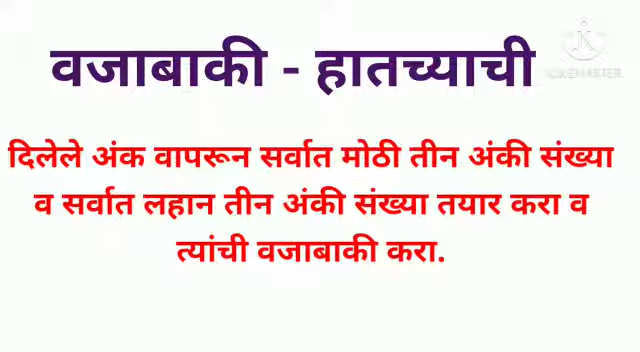 वजाबाकी - हातच्याची
दिलेले अंक वापरून सर्वात मोठी तीन अंकी संख्या
व सर्वात लहान तीन अंकी संख्या तयार करा व
त्यांची वजाबाकी करा.